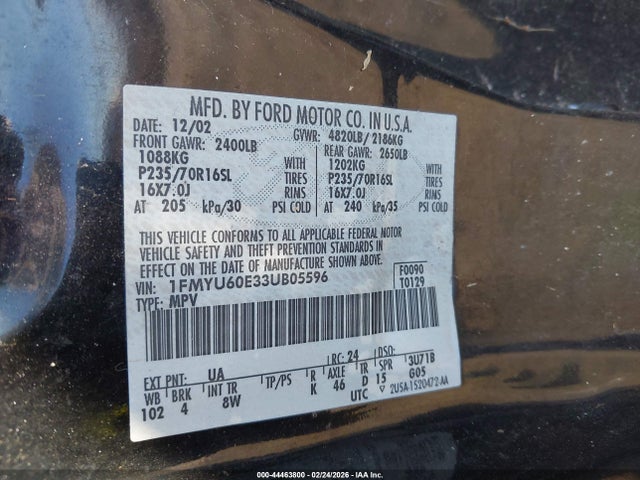 MFD. BY FORD MOTOR CO. IN U.S.A.
DATE: 12/02 GVWR: 4820LB/ 2186KG
FRONT GAWR: 2400LB REAR GAWR: 2650LB
1088KG WITH 1202KG WITH
P235/70R16SL TIRES P235/70R16SL TIRES
16X7.0J RIMS 16X7.0J RIMS
AT 205 kPa/30 PSI COLD AT 240 kPa/35 PSI COLD
THIS VEHICLE CONFORMS TO ALL APPLICABLE FEDERAL MOTOR
VEHICLE SAFETY AND THEFT PREVENTION STANDARDS IN
EFFECT ON THE DATE OF MANUFACTURE SHOWN ABOVE.
VIN: 1FMYU60E33UB05596 F0090
TYPE: MPV T0129
EXT PNT: UA RC: 24 DSO:
WB BRK INT TR TP/PS R AXLE TR SPR 3U71B
102 4 8W K 46 D 15 G05
UTC ▽ 2USA-1520472-AA
000-44463800 - 02/24/2026 - IAA Inc.